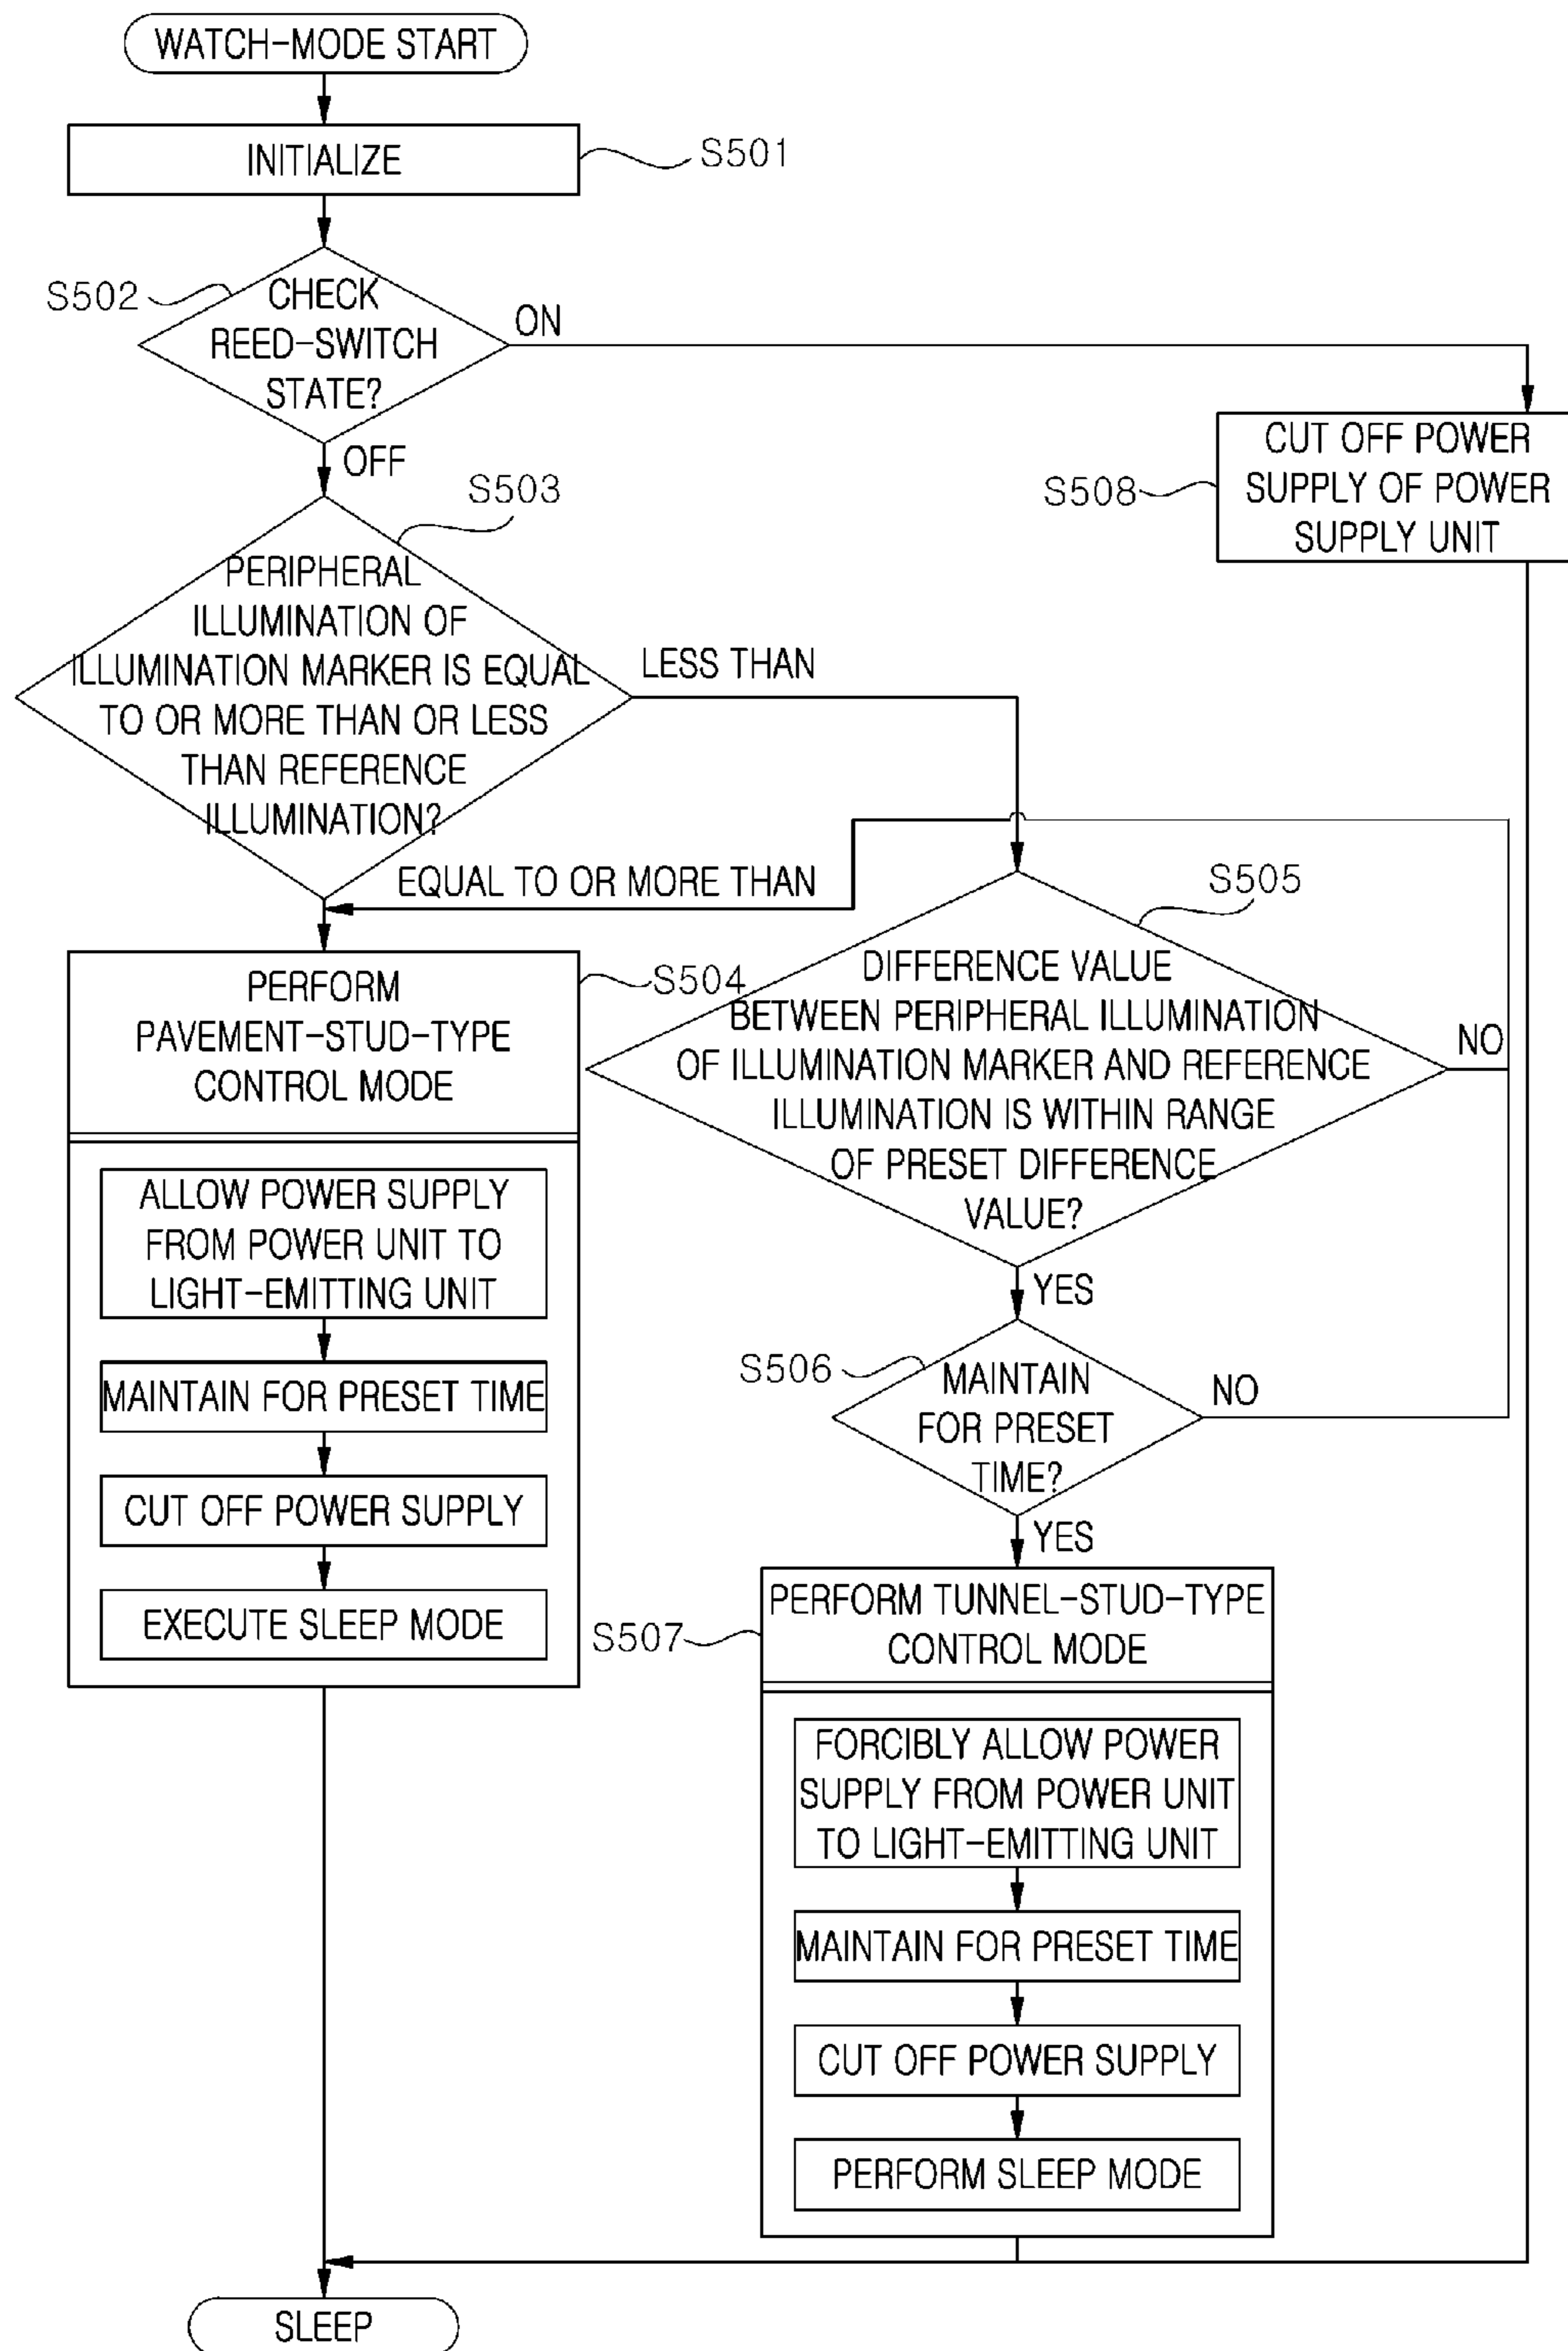 WATCH-MODE START
INITIALIZE
S501
S502
CHECK
REED-SWITCH
STATE?
ON
OFF
S503
CUT OFF POWER
SUPPLY OF POWER
SUPPLY UNIT
S508
PERIPHERAL
ILLUMINATION OF
ILLUMINATION MARKER IS EQUAL
TO OR MORE THAN OR LESS
THAN REFERENCE
ILLUMINATION?
LESS THAN
EQUAL TO OR MORE THAN
S505
PERFORM
PAVEMENT-STUD-TYPE
CONTROL MODE
S504
DIFFERENCE VALUE
BETWEEN PERIPHERAL ILLUMINATION
OF ILLUMINATION MARKER AND REFERENCE
ILLUMINATION IS WITHIN RANGE
OF PRESET DIFFERENCE
VALUE?
NO
YES
ALLOW POWER SUPPLY
FROM POWER UNIT TO
LIGHT-EMITTING UNIT
MAINTAIN FOR PRESET TIME
CUT OFF POWER SUPPLY
EXECUTE SLEEP MODE
S506
MAINTAIN
FOR PRESET
TIME?
NO
YES
PERFORM TUNNEL-STUD-TYPE
CONTROL MODE
S507
FORCIBLY ALLOW POWER
SUPPLY FROM POWER UNIT
TO LIGHT-EMITTING UNIT
MAINTAIN FOR PRESET TIME
CUT OFF POWER SUPPLY
PERFORM SLEEP MODE
SLEEP